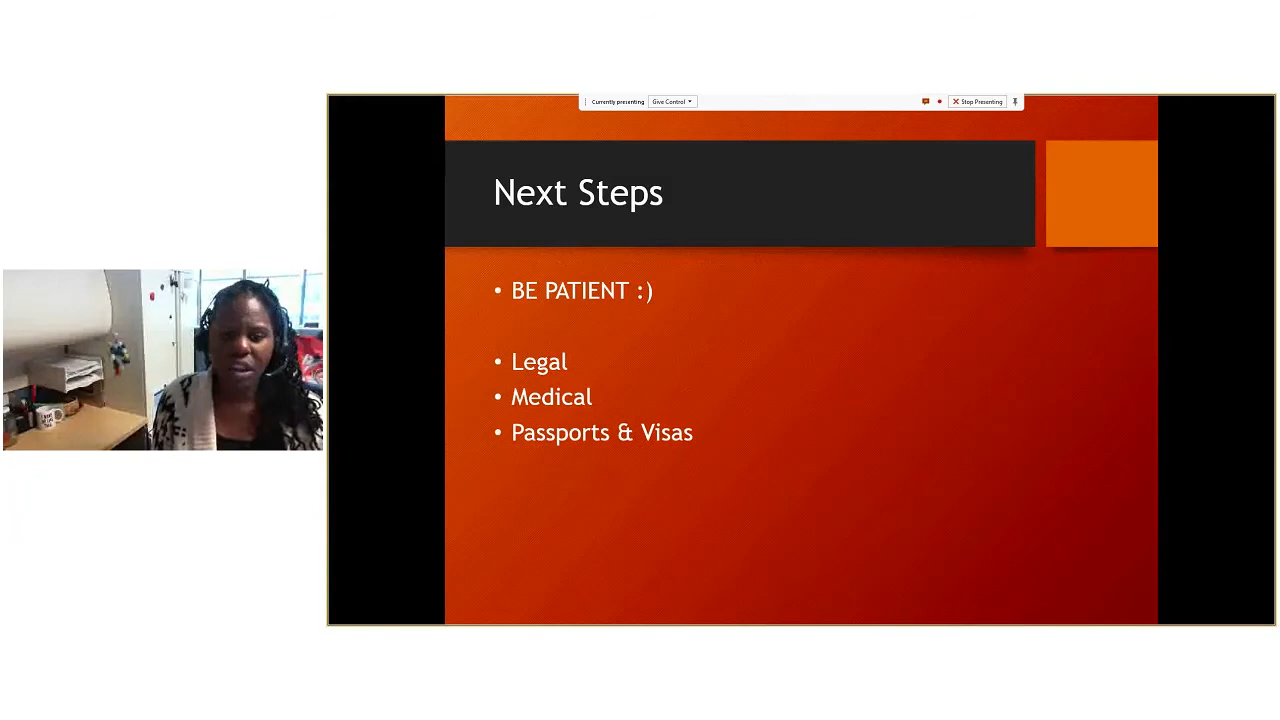 Currently presenting
Give Control
Stop Presenting
Next Steps
• BE PATIENT :)
• Legal
• Medical
• Passports & Visas